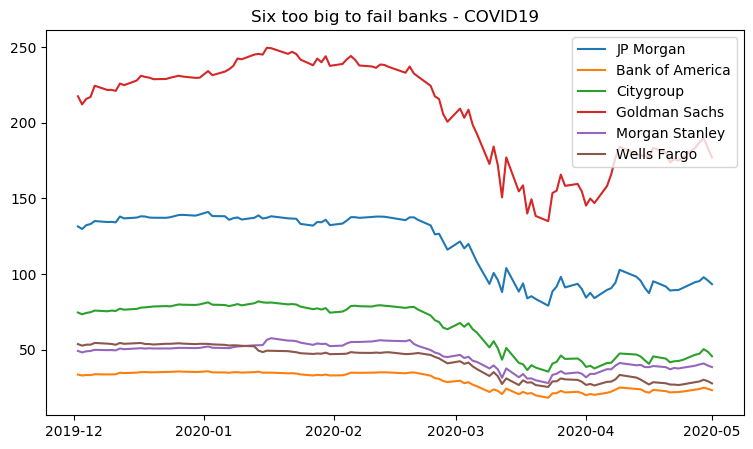 Six too big to fail banks - COVID19
250
200
150
100
50
JP Morgan
Bank of America
Citygroup
Goldman Sachs
Morgan Stanley
Wells Fargo
2019-12 2020-01 2020-02 2020-03 2020-04 2020-05